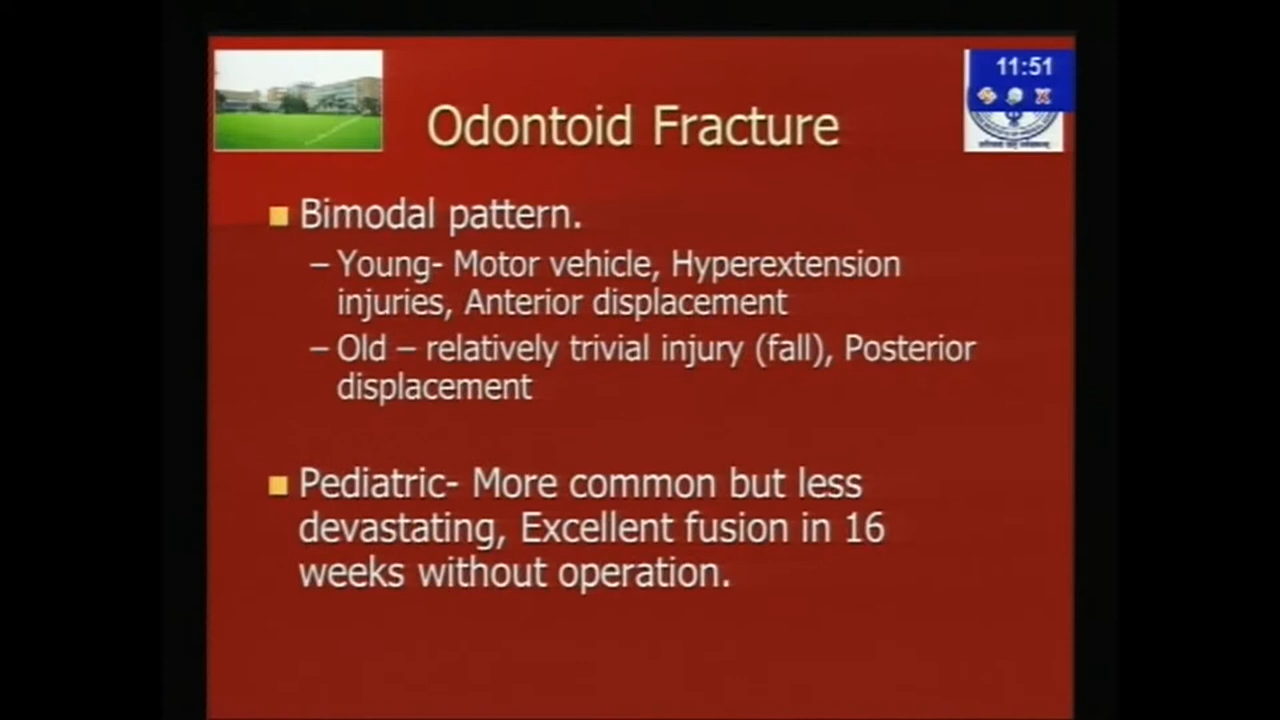 11:51
Odontoid Fracture
Bimodal pattern.
– Young- Motor vehicle, Hyperextension
injuries, Anterior displacement
– Old – relatively trivial injury (fall), Posterior
displacement
Pediatric- More common but less
devastating, Excellent fusion in 16
weeks without operation.